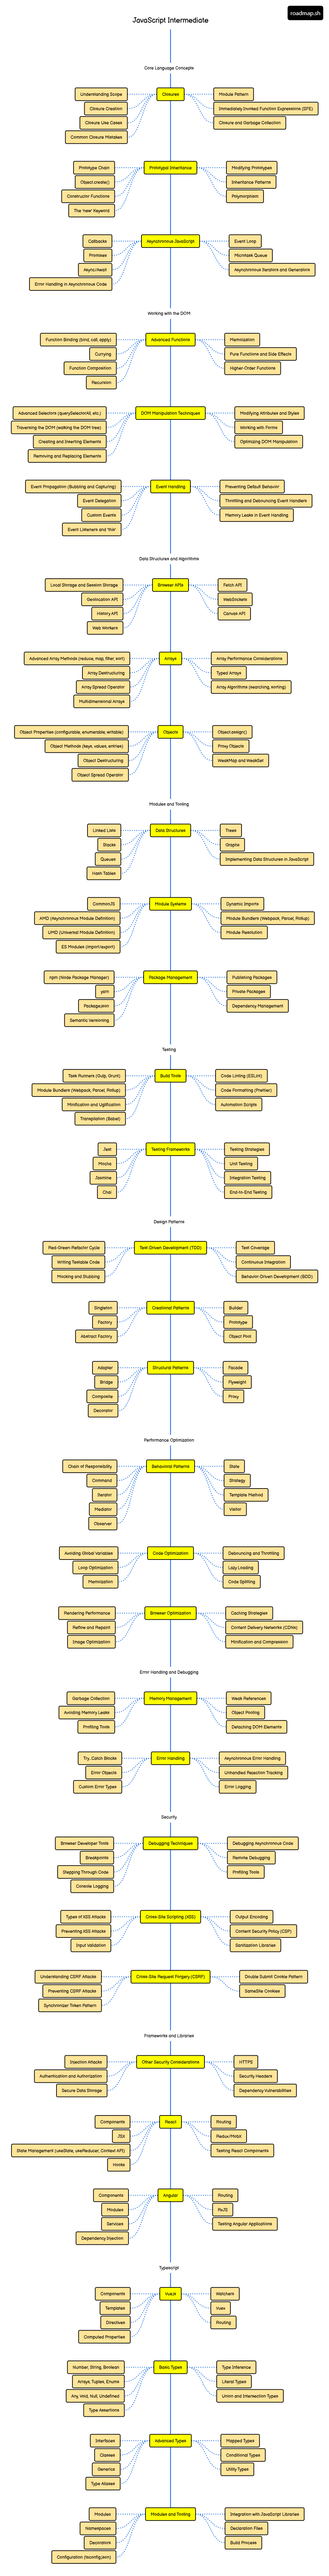 JavaScript Intermediate
roadmap.sh
Core Language Concepts
Closures
Understanding Scope
Closure Creation
Closure Use Cases
Common Closure Mistakes
Module Pattern
Immediately Invoked Function Expressions (IIFE)
Closure and Garbage Collection
Prototypal Inheritance
Prototype Chain
Object.create()
Constructor Functions
The 'new' Keyword
Modifying Prototypes
Inheritance Patterns
Polymorphism
Asynchronous JavaScript
Callbacks
Promises
Async/Await
Error Handling in Asynchronous Code
Event Loop
Microtask Queue
Asynchronous Iterators and Generators
Working with the DOM
Advanced Functions
Function Binding (bind, call, apply)
Currying
Function Composition
Recursion
Memoization
Pure Functions and Side Effects
Higher-Order Functions
DOM Manipulation Techniques
Advanced Selectors (querySelectorAll, etc.)
Traversing the DOM (walking the DOM tree)
Creating and Inserting Elements
Removing and Replacing Elements
Modifying Attributes and Styles
Working with Forms
Optimizing DOM Manipulation
Event Handling
Event Propagation (Bubbling and Capturing)
Event Delegation
Custom Events
Event Listeners and 'this'
Preventing Default Behavior
Throttling and Debouncing Event Handlers
Memory Leaks in Event Handling
Data Structures and Algorithms
Browser APIs
Local Storage and Session Storage
Geolocation API
History API
Web Workers
Fetch API
WebSockets
Canvas API
Arrays
Advanced Array Methods (reduce, map, filter, sort)
Array Destructuring
Array Spread Operator
Multidimensional Arrays
Array Performance Considerations
Typed Arrays
Array Algorithms (searching, sorting)
Objects
Object Properties (configurable, enumerable, writable)
Object Methods (keys, values, entries)
Object Destructuring
Object Spread Operator
Object.assign()
Proxy Objects
WeakMap and WeakSet
Modules and Tooling
Data Structures
Linked Lists
Stacks
Queues
Hash Tables
Trees
Graphs
Implementing Data Structures in JavaScript
Module Systems
CommonJS
AMD (Asynchronous Module Definition)
UMD (Universal Module Definition)
ES Modules (import/export)
Dynamic Imports
Module Bundlers (Webpack, Parcel, Rollup)
Module Resolution
Package Management
npm (Node Package Manager)
yarn
Package.json
Semantic Versioning
Publishing Packages
Private Packages
Dependency Management
Testing
Build Tools
Task Runners (Gulp, Grunt)
Module Bundlers (Webpack, Parcel, Rollup)
Minification and Uglification
Transpilation (Babel)
Code Linting (ESLint)
Code Formatting (Prettier)
Automation Scripts
Testing Frameworks
Jest
Mocha
Jasmine
Chai
Testing Strategies
Unit Testing
Integration Testing
End-to-End Testing
Design Patterns
Test-Driven Development (TDD)
Red-Green-Refactor Cycle
Writing Testable Code
Mocking and Stubbing
Test Coverage
Continuous Integration
Behavior-Driven Development (BDD)
Creational Patterns
Singleton
Factory
Abstract Factory
Builder
Prototype
Object Pool
Structural Patterns
Adapter
Bridge
Composite
Decorator
Facade
Flyweight
Proxy
Performance Optimization
Behavioral Patterns
Chain of Responsibility
Command
Iterator
Mediator
Observer
State
Strategy
Template Method
Visitor
Code Optimization
Avoiding Global Variables
Loop Optimization
Memoization
Debouncing and Throttling
Lazy Loading
Code Splitting
Browser Optimization
Rendering Performance
Reflow and Repaint
Image Optimization
Caching Strategies
Content Delivery Networks (CDNs)
Minification and Compression
Error Handling and Debugging
Memory Management
Garbage Collection
Avoiding Memory Leaks
Profiling Tools
Weak References
Object Pooling
Detaching DOM Elements
Error Handling
Try, Catch Blocks
Error Objects
Custom Error Types
Asynchronous Error Handling
Unhandled Rejection Tracking
Error Logging
Security
Debugging Techniques
Browser Developer Tools
Breakpoints
Stepping Through Code
Console Logging
Debugging Asynchronous Code
Remote Debugging
Profiling Tools
Cross-Site Scripting (XSS)
Types of XSS Attacks
Preventing XSS Attacks
Input Validation
Output Encoding
Content Security Policy (CSP)
Sanitization Libraries
Cross-Site Request Forgery (CSRF)
Understanding CSRF Attacks
Preventing CSRF Attacks
Synchronizer Token Pattern
Double Submit Cookie Pattern
SameSite Cookies
Frameworks and Libraries
Other Security Considerations
Injection Attacks
Authentication and Authorization
Secure Data Storage
HTTPS
Security Headers
Dependency Vulnerabilities
React
Components
JSX
State Management (useState, useReducer, Context API)
Hooks
Routing
Redux/MobX
Testing React Components
Angular
Components
Modules
Services
Dependency Injection
Routing
RxJS
Testing Angular Applications
Typescript
Vue.js
Components
Templates
Directives
Computed Properties
Watchers
Vuex
Routing
Basic Types
Number, String, Boolean
Arrays, Tuples, Enums
Any, Void, Null, Undefined
Type Assertions
Type Inference
Literal Types
Union and Intersection Types
Advanced Types
Interfaces
Classes
Generics
Type Aliases
Mapped Types
Conditional Types
Utility Types
Modules and Tooling
Modules
Namespaces
Decorators
Configuration (tsconfig.json)
Integration with JavaScript Libraries
Declaration Files
Build Process